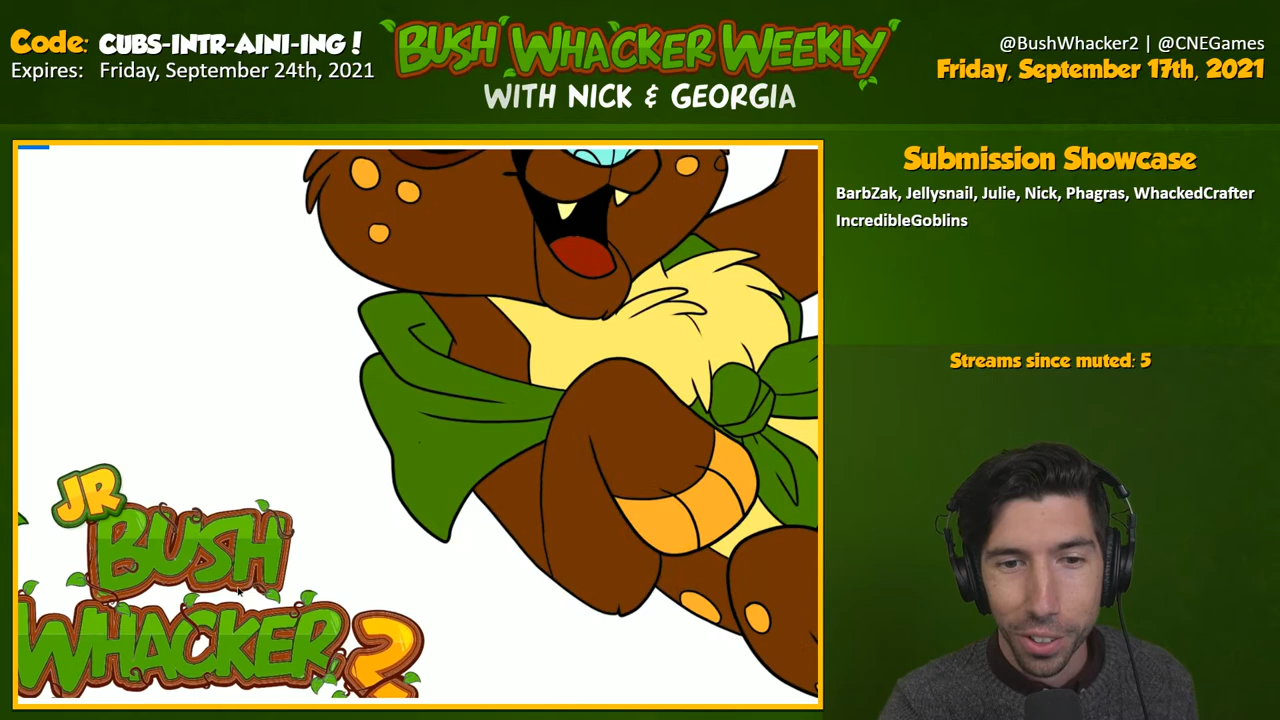 Code: CUBS-INTR-AINI-ING!
Expires: Friday, September 24th, 2021
BUSH WHACKER WEEKLY
WITH NICK & GEORGIA
@BushWhacker2 | @CNEGames
Friday, September 17th, 2021
Submission Showcase
BarbZak, Jellysnail, Julie, Nick, Phagras, WhackedCrafter
IncredibleGoblins
Streams since muted: 5
JR
BUSH
WHACKER 2